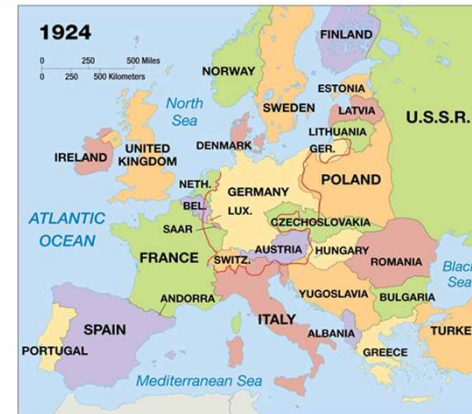 1924
0 250 500 Miles
0 250 500 Kilometers
FINLAND
NORWAY
SWEDEN
ESTONIA
LATVIA
U.S.S.R.
North
Sea
LITHUANIA
DENMARK
GER.
IRELAND
UNITED
KINGDOM
NETH.
GERMANY
POLAND
BEL.
LUX.
ATLANTIC
OCEAN
SAAR
CZECHOSLOVAKIA
FRANCE
SWITZ.
AUSTRIA
HUNGARY
ROMANIA
Blac
Sea
ANDORRA
YUGOSLAVIA
BULGARIA
SPAIN
ITALY
ALBANIA
TURKE
PORTUGAL
GREECE
Mediterranean Sea